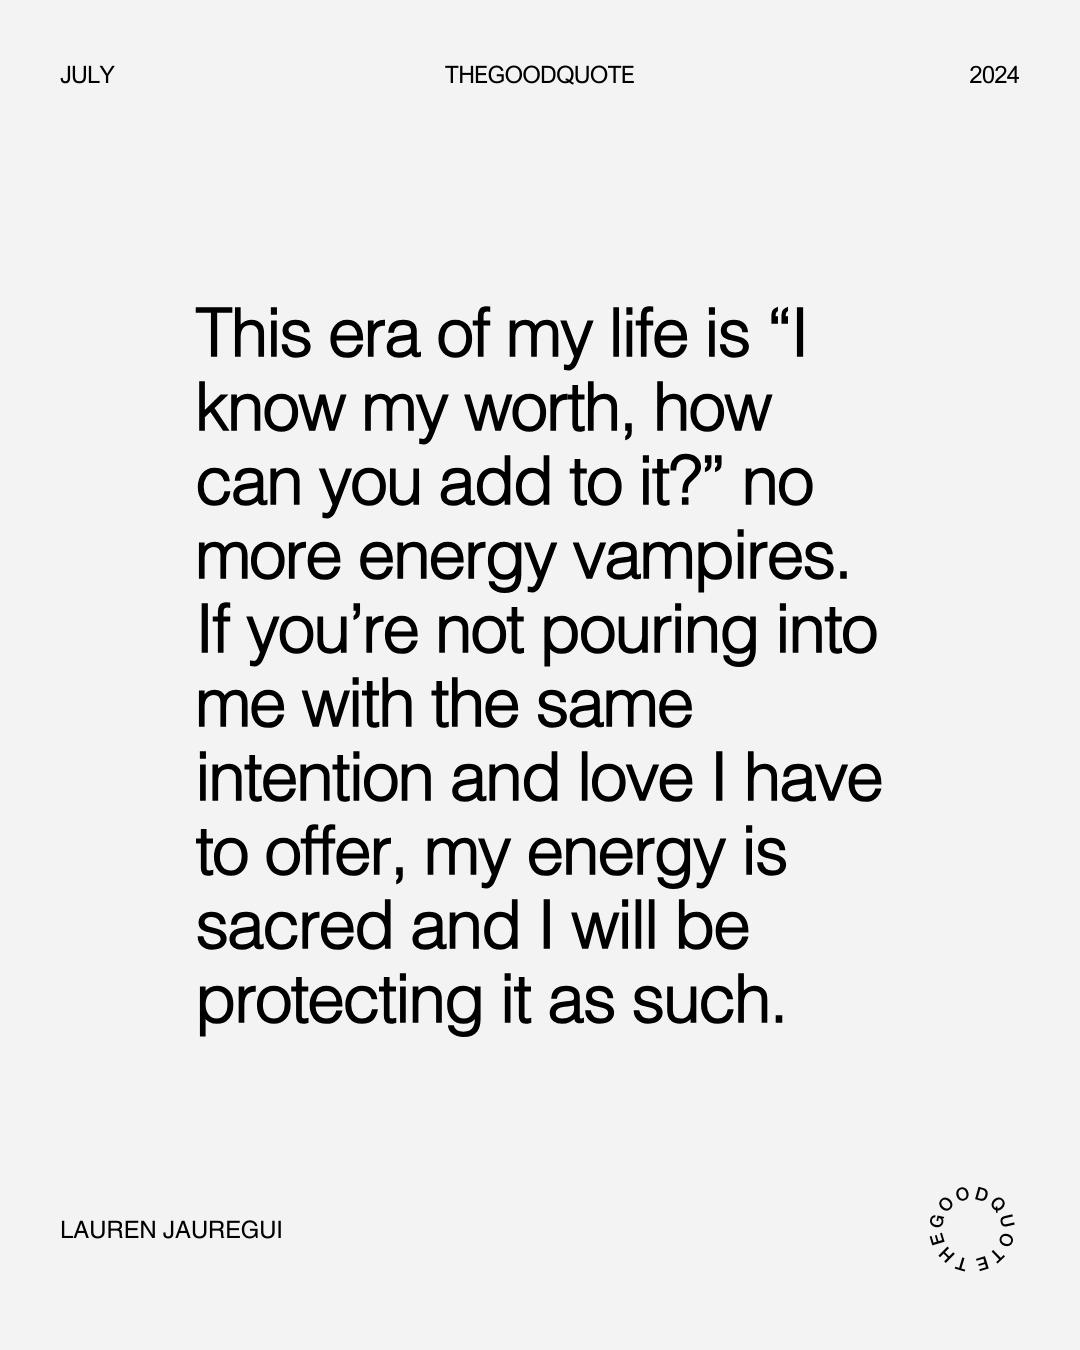 JULY THEGOODQUOTE 2024
This era of my life is “I
know my worth, how
can you add to it?” no
more energy vampires.
If you’re not pouring into
me with the same
intention and love I have
to offer, my energy is
sacred and I will be
protecting it as such.
LAUREN JAUREGUI
THEGOODQUOTE